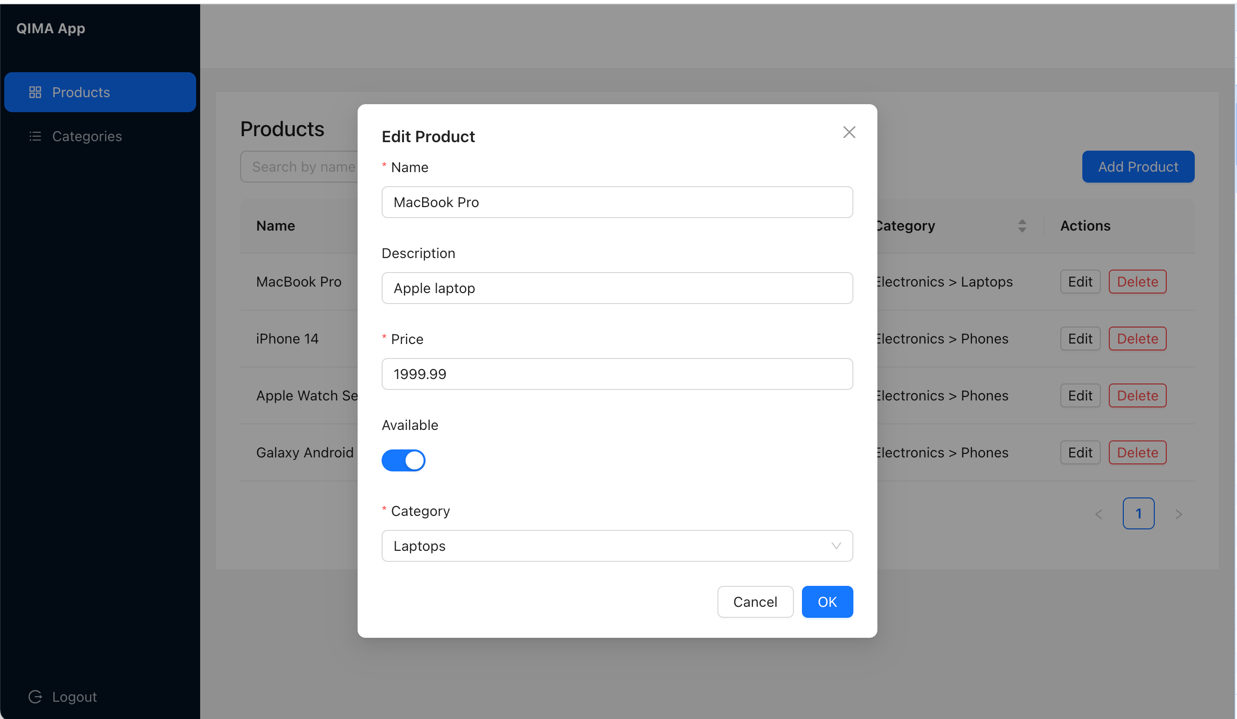 QIMA App
Products
Categories
Logout
Products
Search by name
Add Product
Name
Category
Actions
MacBook Pro
Electronics > Laptops
Edit
Delete
iPhone 14
Electronics > Phones
Edit
Delete
Apple Watch Se
Electronics > Phones
Edit
Delete
Galaxy Android
Electronics > Phones
Edit
Delete
< 1 >
Edit Product
* Name
MacBook Pro
Description
Apple laptop
* Price
1999.99
Available
* Category
Laptops
Cancel
OK